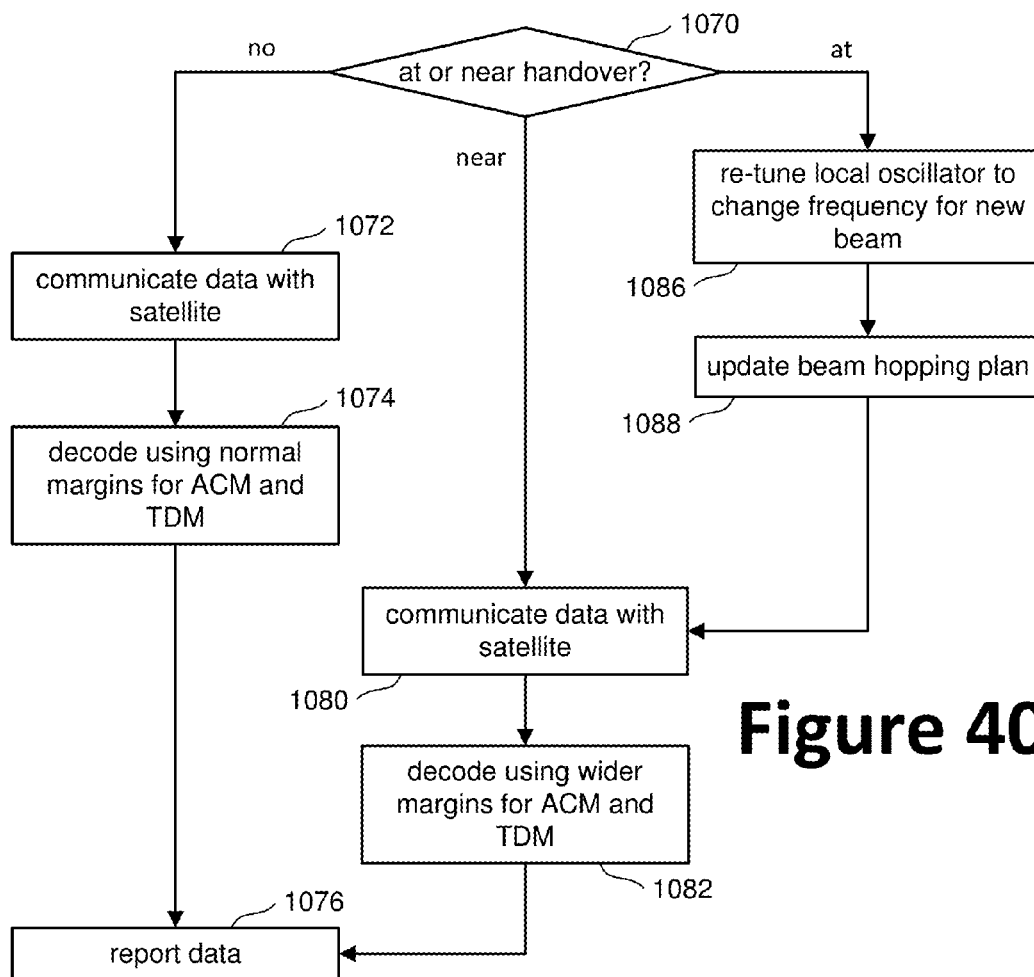 1070
no
at or near handover?
at
near
re-tune local oscillator to
change frequency for new
beam
1086
1072
communicate data with
satellite
update beam hopping plan
1088
1074
decode using normal
margins for ACM and
TDM
communicate data with
satellite
1080
Figure 40
decode using wider
margins for ACM and
TDM
1082
1076
report data